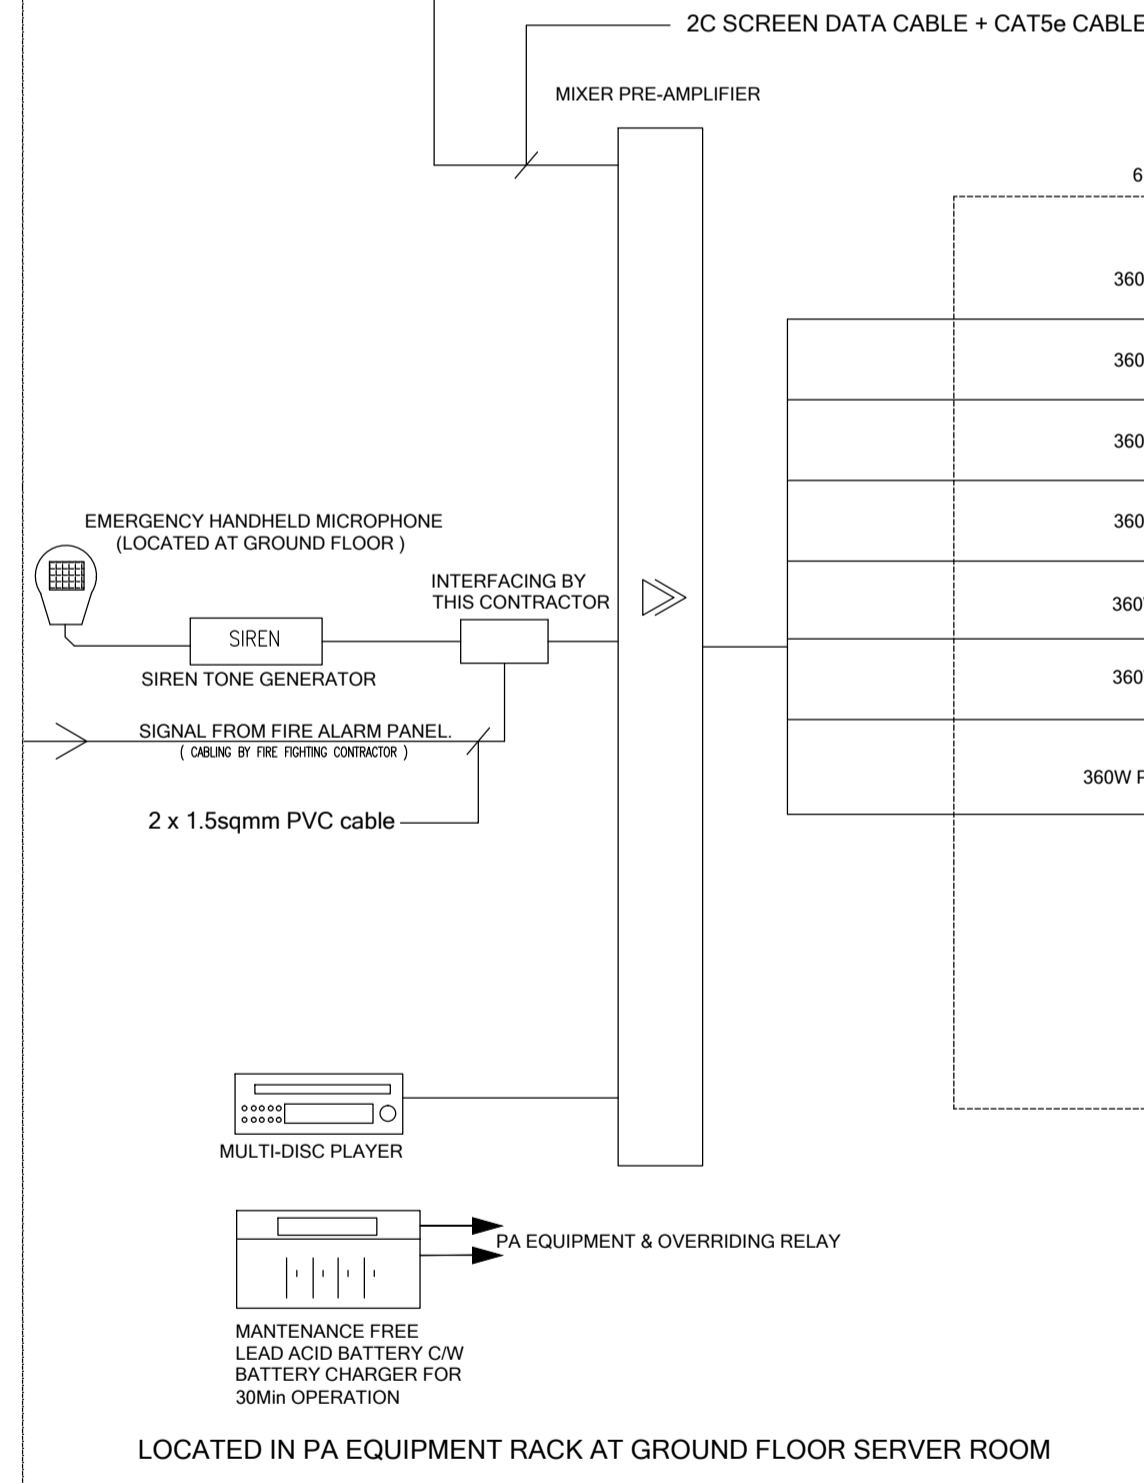 2C SCREEN DATA CABLE + CAT5e CABLE
MIXER PRE-AMPLIFIER
6
360
360
360
360
EMERGENCY HANDHELD MICROPHONE
(LOCATED AT GROUND FLOOR )
INTERFACING BY
THIS CONTRACTOR
360
SIREN
SIREN TONE GENERATOR
360
SIGNAL FROM FIRE ALARM PANEL.
( CABLING BY FIRE FIGHTING CONTRACTOR )
360W
2 x 1.5sqmm PVC cable
MULTI-DISC PLAYER
PA EQUIPMENT & OVERRIDING RELAY
MANTENANCE FREE
LEAD ACID BATTERY C/W
BATTERY CHARGER FOR
30Min OPERATION
LOCATED IN PA EQUIPMENT RACK AT GROUND FLOOR SERVER ROOM